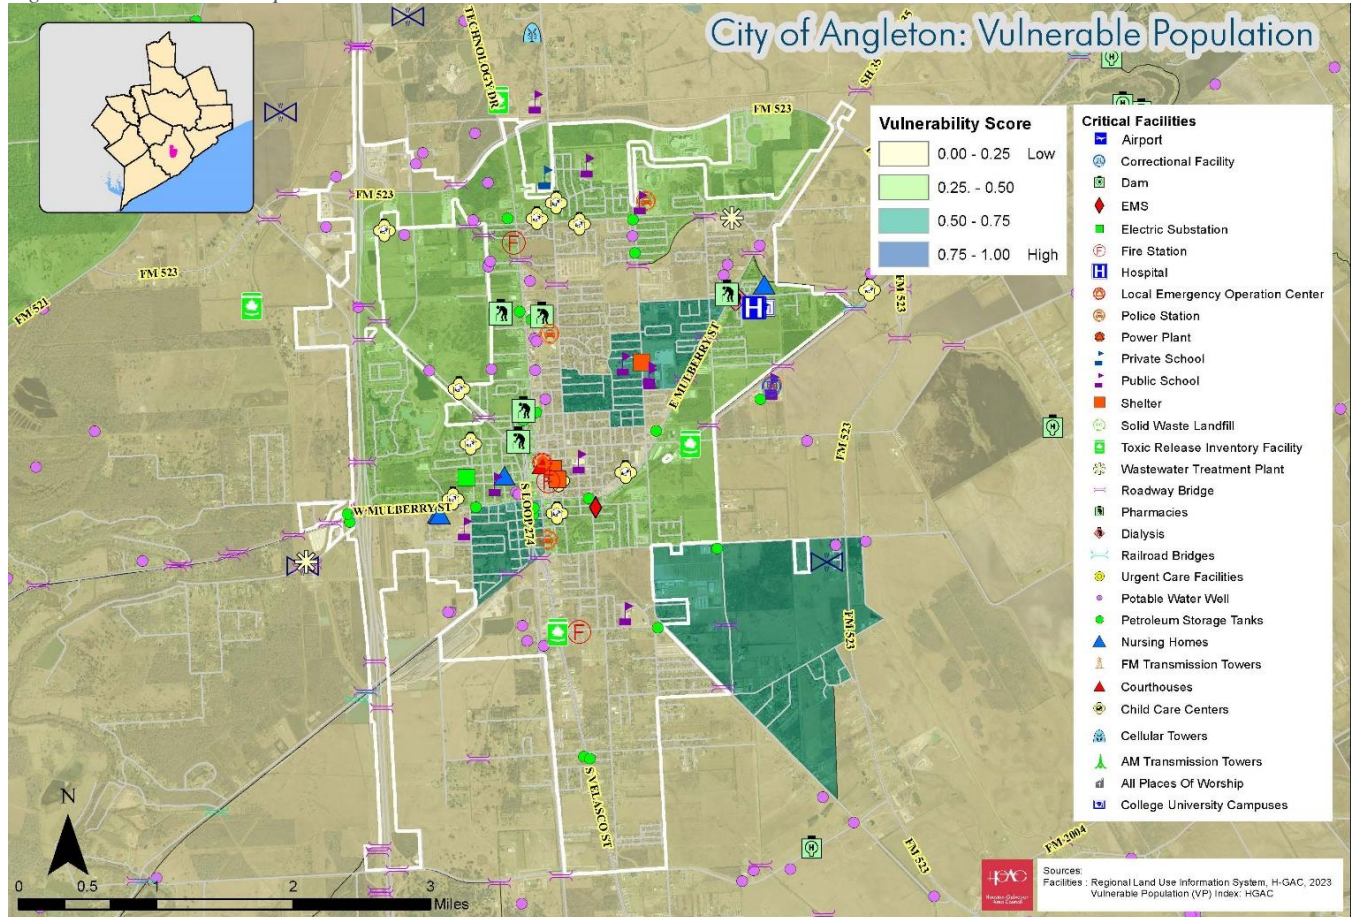 City of Angleton: Vulnerable Population
TECHNOLOGY DR
SH 35
35
FM 523
FM 523
FM 523
FM 521
FM 523
E MULBERRY ST
FM 523
W MULBERRY ST
S LOOP 274
FM 523
S VELASCO ST
FM 523
FM 2004
Vulnerability Score
0.00 - 0.25 Low
0.25. - 0.50
0.50 - 0.75
0.75 - 1.00 High
Critical Facilities
Airport
Correctional Facility
Dam
EMS
Electric Substation
Fire Station
Hospital
Local Emergency Operation Center
Police Station
Power Plant
Private School
Public School
Shelter
Solid Waste Landfill
Toxic Release Inventory Facility
Wastewater Treatment Plant
Roadway Bridge
Pharmacies
Dialysis
Railroad Bridges
Urgent Care Facilities
Potable Water Well
Petroleum Storage Tanks
Nursing Homes
FM Transmission Towers
Courthouses
Child Care Centers
Cellular Towers
AM Transmission Towers
All Places Of Worship
College University Campuses
N
0 0.5 1 2 3
Miles
Houston-Galveston
Area Council
Sources:
Facilities : Regional Land Use Information System, H-GAC, 2023
Vulnerable Population (VP) Index: HGAC